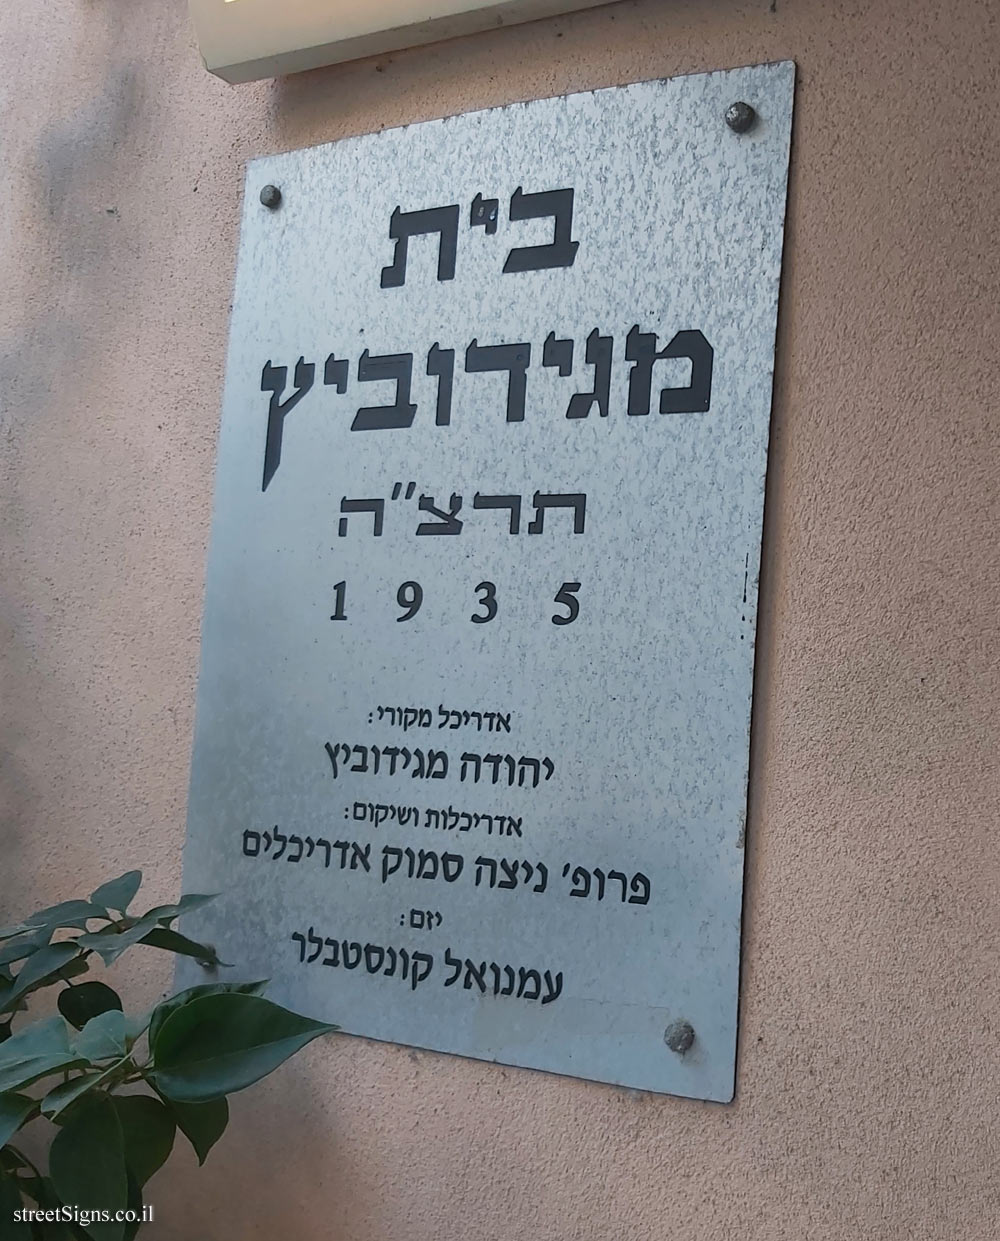 בית
מגידוביץ
תרצ״ה
1935
אדריכל מקורי:
יהודה מגידוביץ
אדריכלות ושיקום:
פרופ׳ ניצה סמוק אדריכלים
יזם:
עמנואל קונסטבלר
streetSigns.co.il